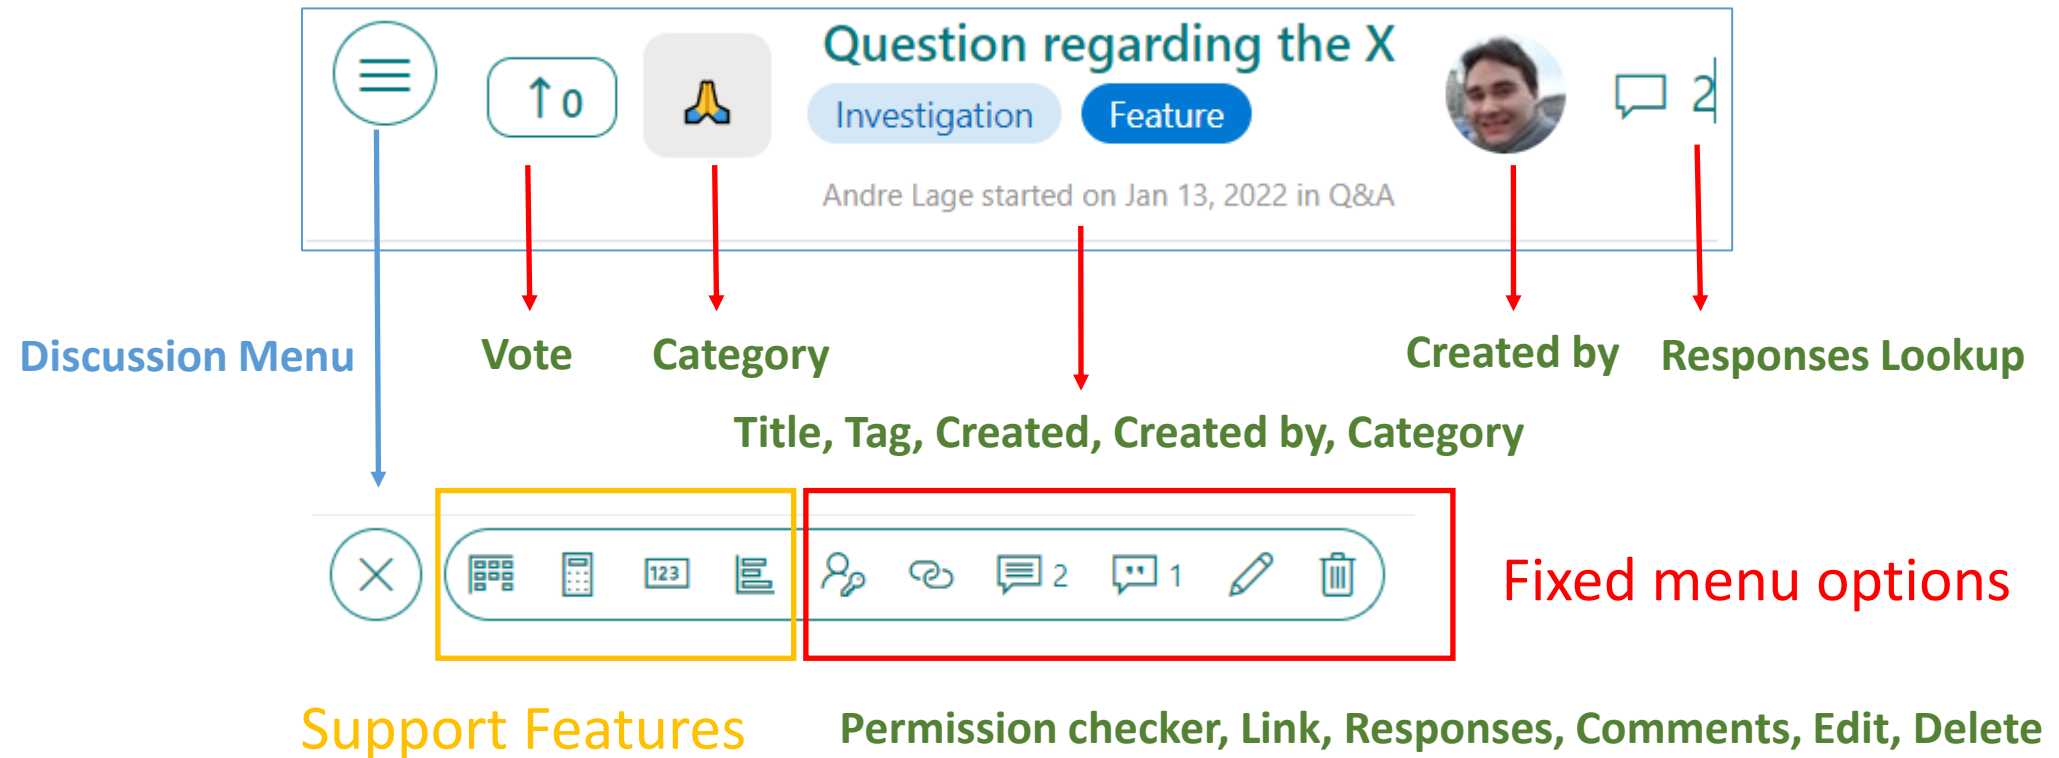 Question regarding the X
↑0
Investigation Feature
2
Andre Lage started on Jan 13, 2022 in Q&A
Discussion Menu
Vote
Category
Created by
Responses Lookup
Title, Tag, Created, Created by, Category
123
2
1
Fixed menu options
Support Features
Permission checker, Link, Responses, Comments, Edit, Delete